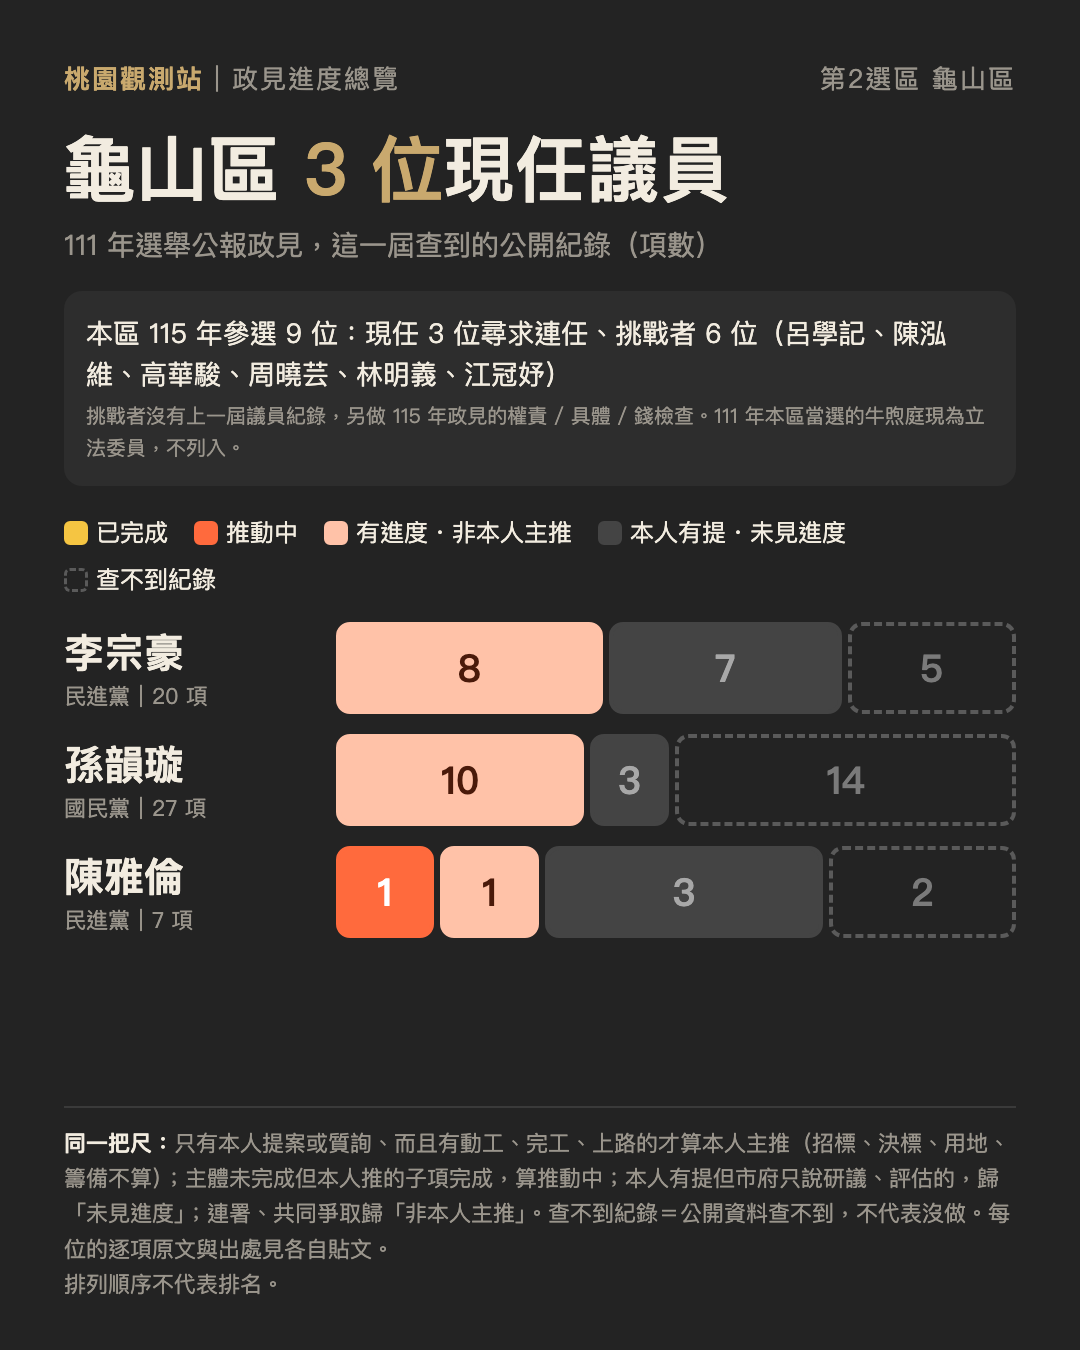 桃園觀測站｜政見進度總覽
第2選區 龜山區
龜山區 3 位現任議員
111 年選舉公報政見，這一屆查到的公開紀錄（項數）
本區 115 年參選 9 位：現任 3 位尋求連任、挑戰者 6 位（呂學記、陳泓
維、高華駿、周曉芸、林明義、江冠妤）
挑戰者沒有上一屆議員紀錄，另做 115 年政見的權責 / 具體 / 錢檢查。111 年本區當選的牛煦庭現為立
法委員，不列入。
已完成 推動中 有進度・非本人主推 本人有提・未見進度
查不到紀錄
李宗豪
民進黨｜20 項
8 7 5
孫韻璇
國民黨｜27 項
10 3 14
陳雅倫
民進黨｜7 項
1 1 3 2
同一把尺：只有本人提案或質詢、而且有動工、完工、上路的才算本人主推（招標、決標、用地、
籌備不算）；主體未完成但本人推的子項完成，算推動中；本人有提但市府只說研議、評估的，歸
「未見進度」；連署、共同爭取歸「非本人主推」。查不到紀錄＝公開資料查不到，不代表沒做。每
位的逐項原文與出處見各自貼文。
排列順序不代表排名。